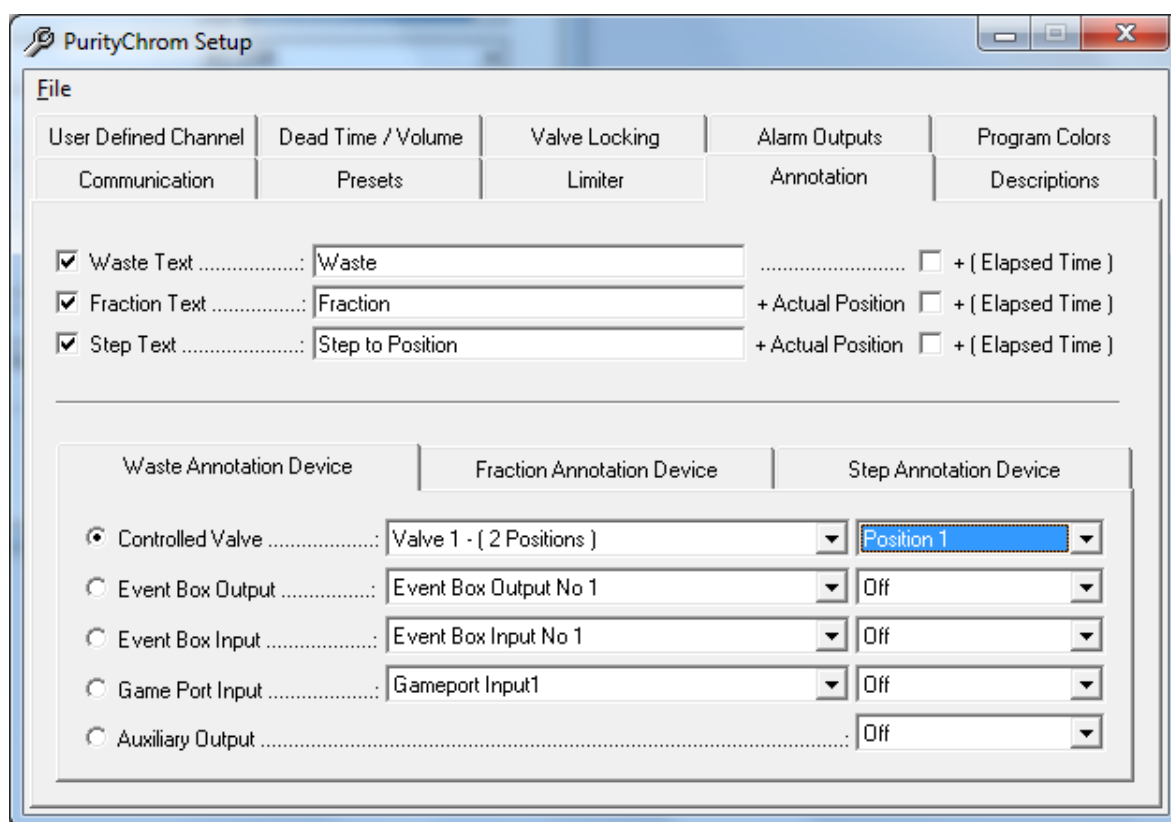 PurityChrom Setup
File
User Defined Channel Dead Time / Volume Valve Locking Alarm Outputs Program Colors
Communication Presets Limiter Annotation Descriptions
Waste Text ...................: Waste ......................... + ( Elapsed Time )
Fraction Text ................: Fraction + Actual Position + ( Elapsed Time )
Step Text .....................: Step to Position + Actual Position + ( Elapsed Time )
Waste Annotation Device Fraction Annotation Device Step Annotation Device
Controlled Valve ...................: Valve 1 - ( 2 Positions ) Position 1
Event Box Output ................: Event Box Output No 1 Off
Event Box Input ...................: Event Box Input No 1 Off
Game Port Input ...................: Gameport Input1 Off
Auxiliary Output ....................................................................................................: Off